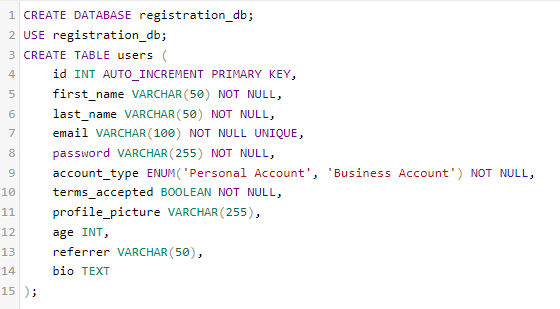 1 CREATE DATABASE registration_db;
2 USE registration_db;
3 CREATE TABLE users (
4     id INT AUTO_INCREMENT PRIMARY KEY,
5     first_name VARCHAR(50) NOT NULL,
6     last_name VARCHAR(50) NOT NULL,
7     email VARCHAR(100) NOT NULL UNIQUE,
8     password VARCHAR(255) NOT NULL,
9     account_type ENUM('Personal Account', 'Business Account') NOT NULL,
10     terms_accepted BOOLEAN NOT NULL,
11     profile_picture VARCHAR(255),
12     age INT,
13     referrer VARCHAR(50),
14     bio TEXT
15 );